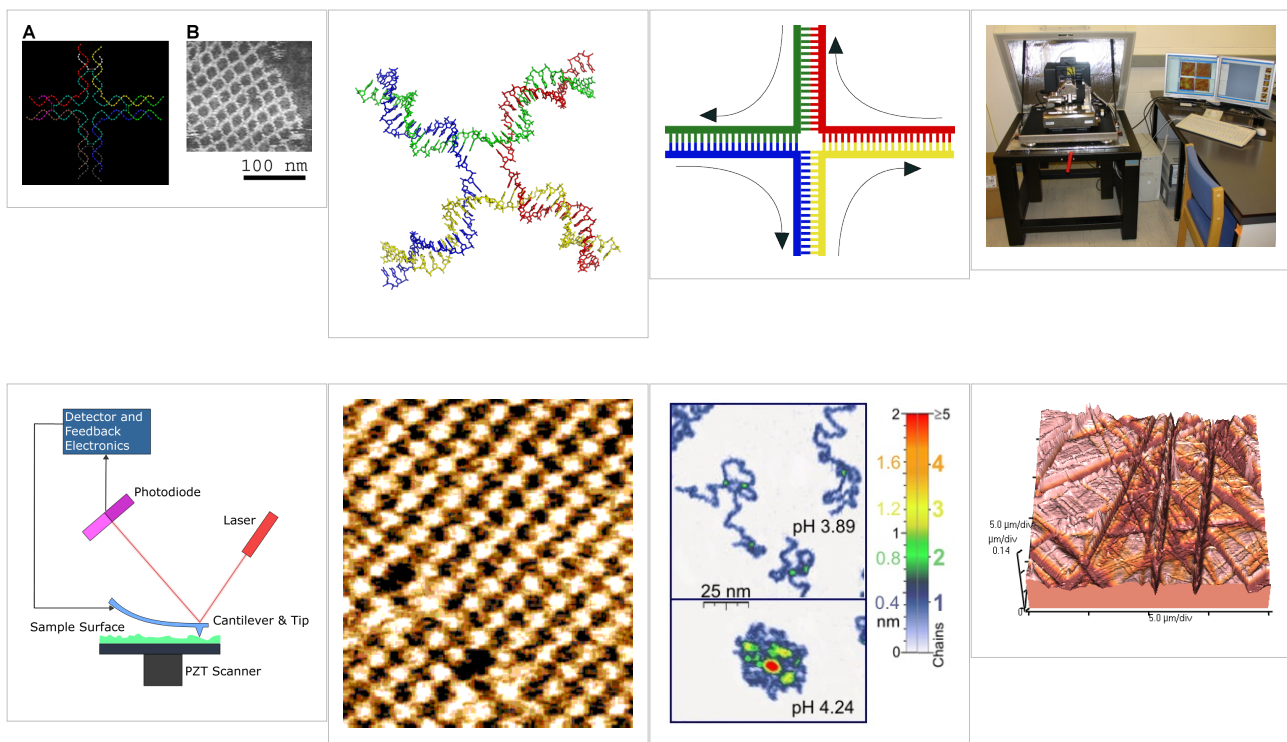 A
B
100 nm
Detector and
Feedback
Electronics
Photodiode
Laser
Cantilever & Tip
Sample Surface
PZT Scanner
pH 3.89
25 nm
pH 4.24
2
≥5
1.6
4
1.2
3
1
0.8
2
0.4
1
nm
0
Chains
5.0 µm/div
µm/div
0.14
0
5.0 µm/div